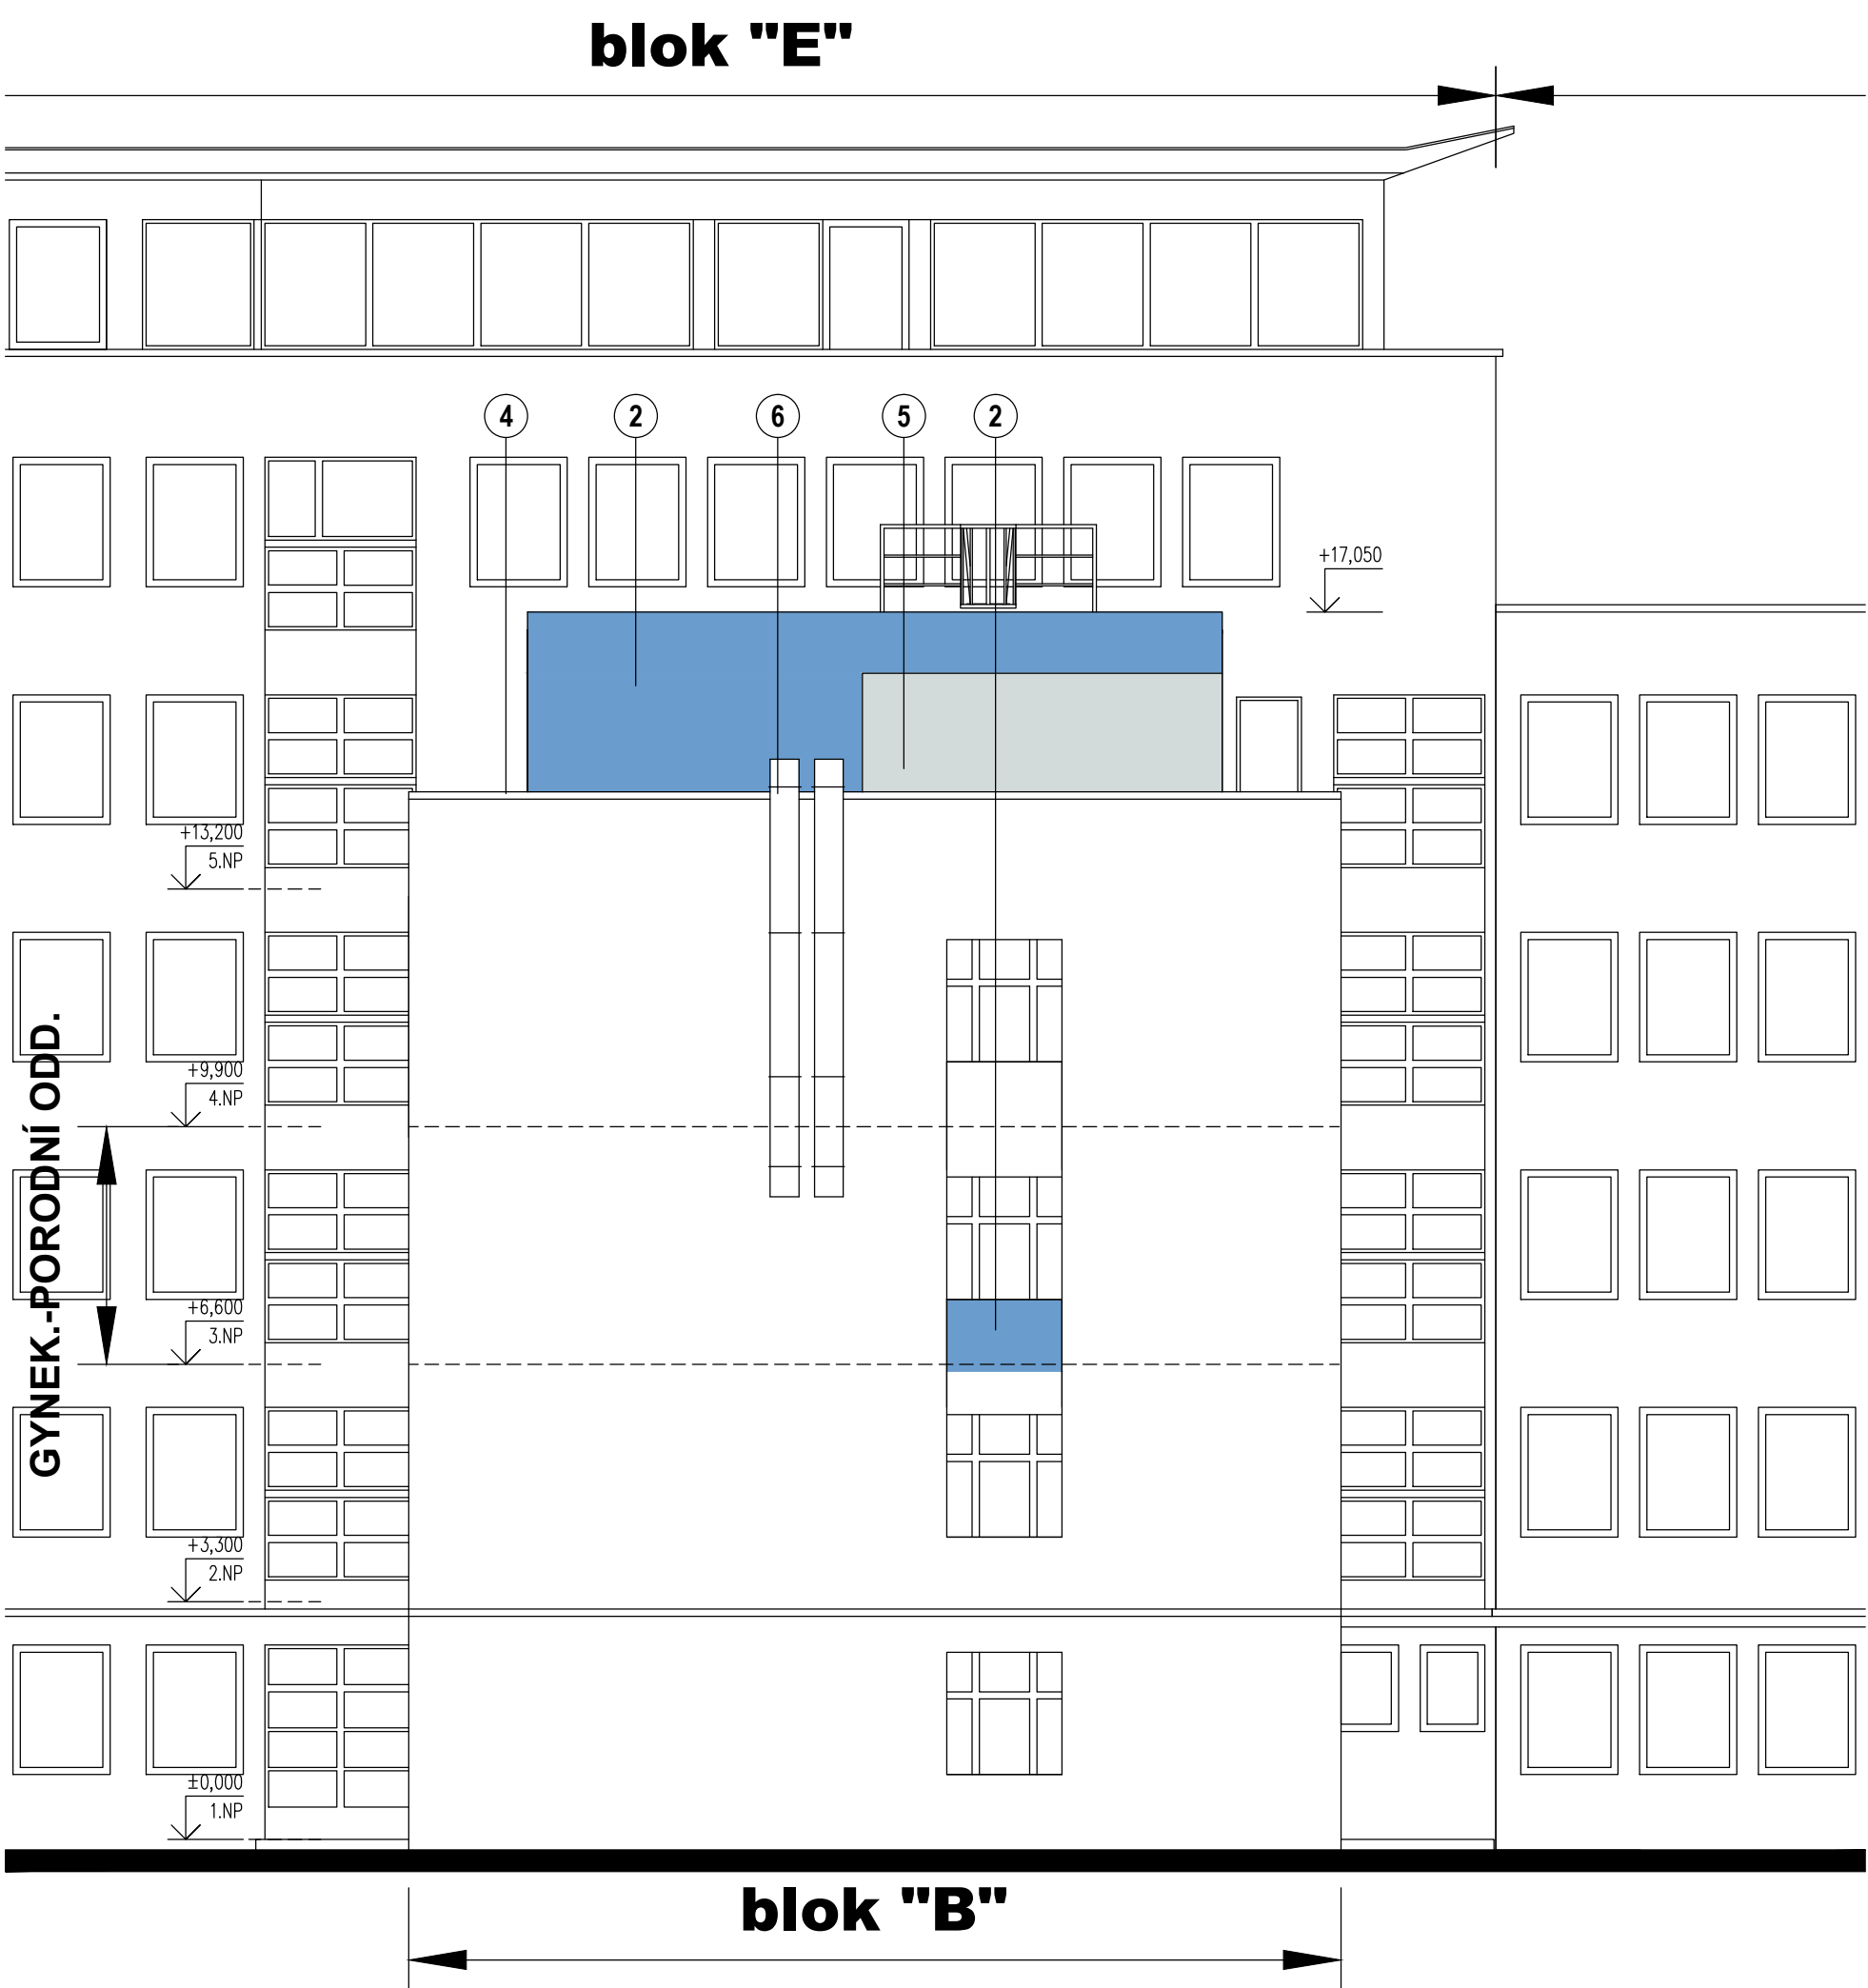 blok "E"
4 2 6 5 2
+17,050
+13,200
5.NP
+9,900
4.NP
GYNEK.-PORODNÍ ODD.
+6,600
3.NP
+3,300
2.NP
±0,000
1.NP
blok "B"